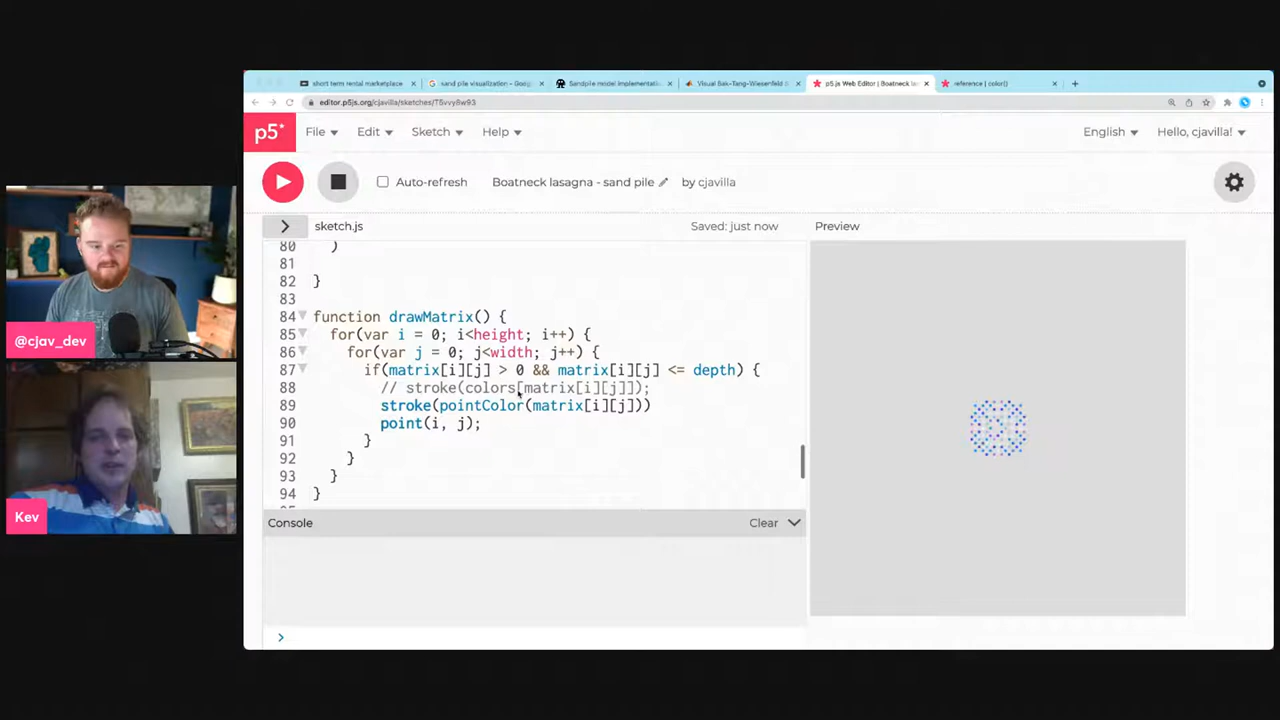 short term rental marketplace
sand pile visualization - Goog
Sandpile model implementatio
Visual Bak-Tang-Wiesenfeld S
p5.js Web Editor | Boatneck la
reference | color()
editor.p5js.org/cjavilla/sketches/T5vvy8w93
p5*
File
Edit
Sketch
Help
English
Hello, cjavilla!
Auto-refresh
Boatneck lasagna - sand pile
by cjavilla
sketch.js
Saved: just now
Preview
80 )
81
82 }
83
84 function drawMatrix() {
85 for(var i = 0; i<height; i++) {
86 for(var j = 0; j<width; j++) {
87 if(matrix[i][j] > 0 && matrix[i][j] <= depth) {
88 // stroke(colors[matrix[i][j]]);
89 stroke(pointColor(matrix[i][j]))
90 point(i, j);
91 }
92 }
93 }
94 }
Console
Clear
>
@cjav_dev
Kev